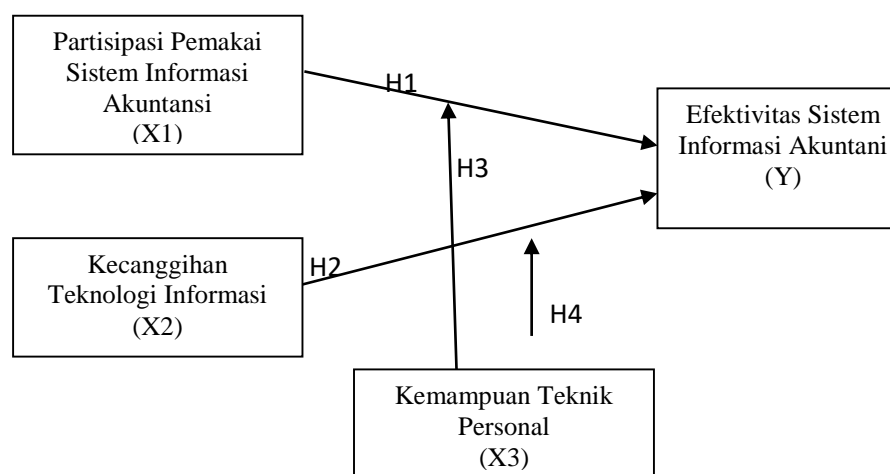 Partisipasi Pemakai
Sistem Informasi
Akuntansi
(X1)
H1
Efektivitas Sistem
Informasi Akuntani
(Y)
H3
H2
Kecanggihan
Teknologi Informasi
(X2)
H4
Kemampuan Teknik
Personal
(X3)